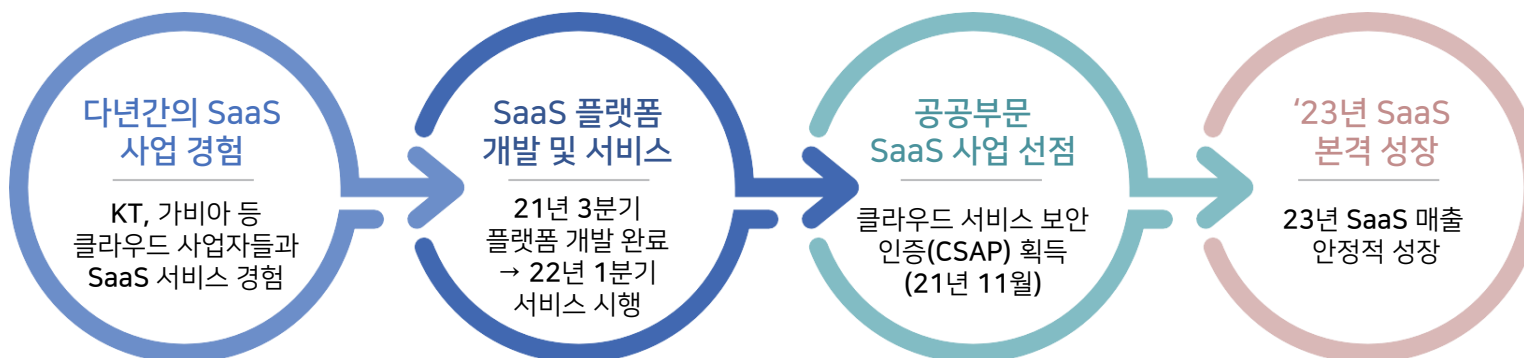 다년간의 SaaS
사업 경험
KT, 가비아 등
클라우드 사업자들과
SaaS 서비스 경험
SaaS 플랫폼
개발 및 서비스
21년 3분기
플랫폼 개발 완료
→ 22년 1분기
서비스 시행
공공부문
SaaS 사업 선점
클라우드 서비스 보안
인증(CSAP) 획득
(21년 11월)
‘23년 SaaS
본격 성장
23년 SaaS 매출
안정적 성장